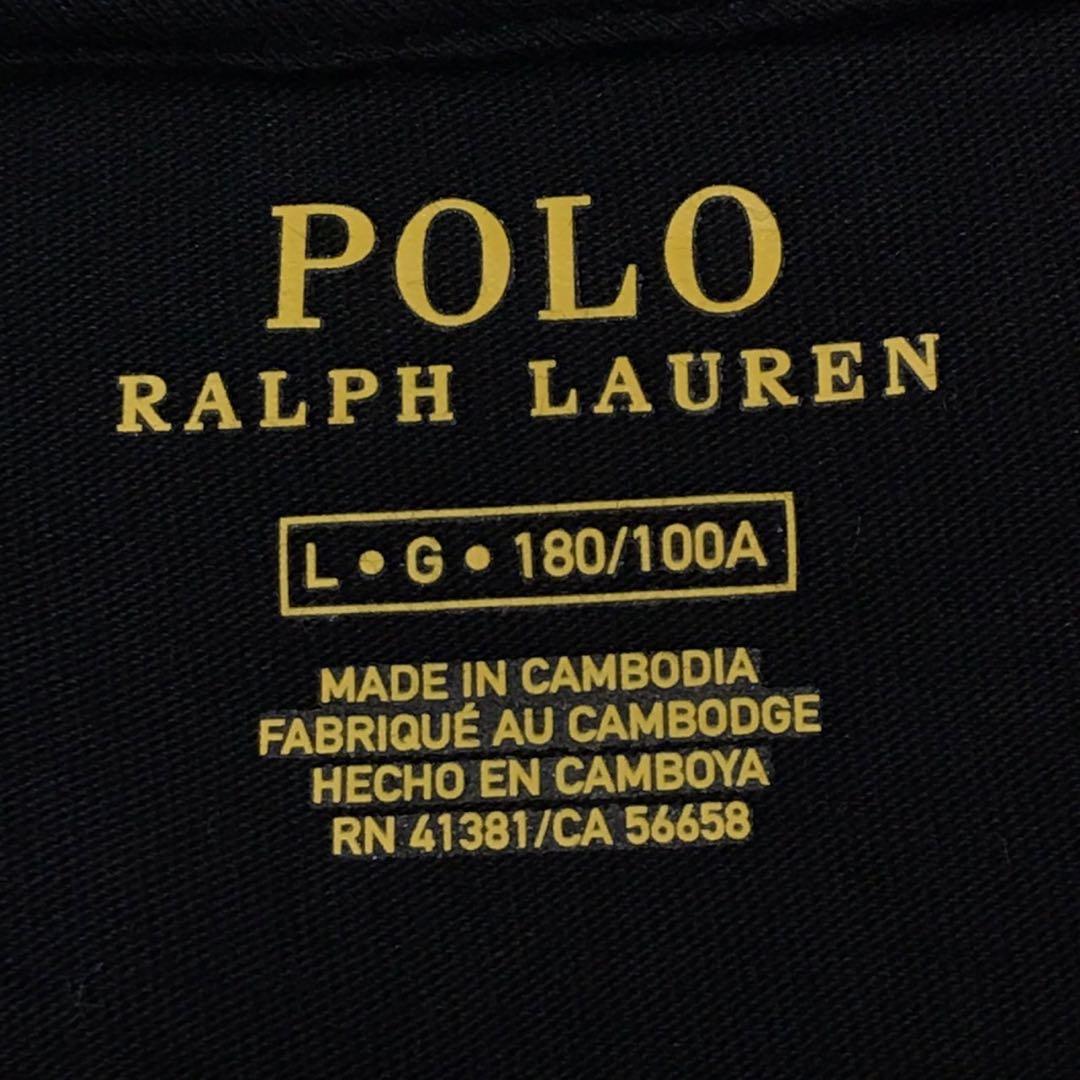 POLO
RALPH LAUREN
L • G • 180/100A
MADE IN CAMBODIA
FABRIQUÉ AU CAMBODGE
HECHO EN CAMBOYA
RN 41381/CA 56658